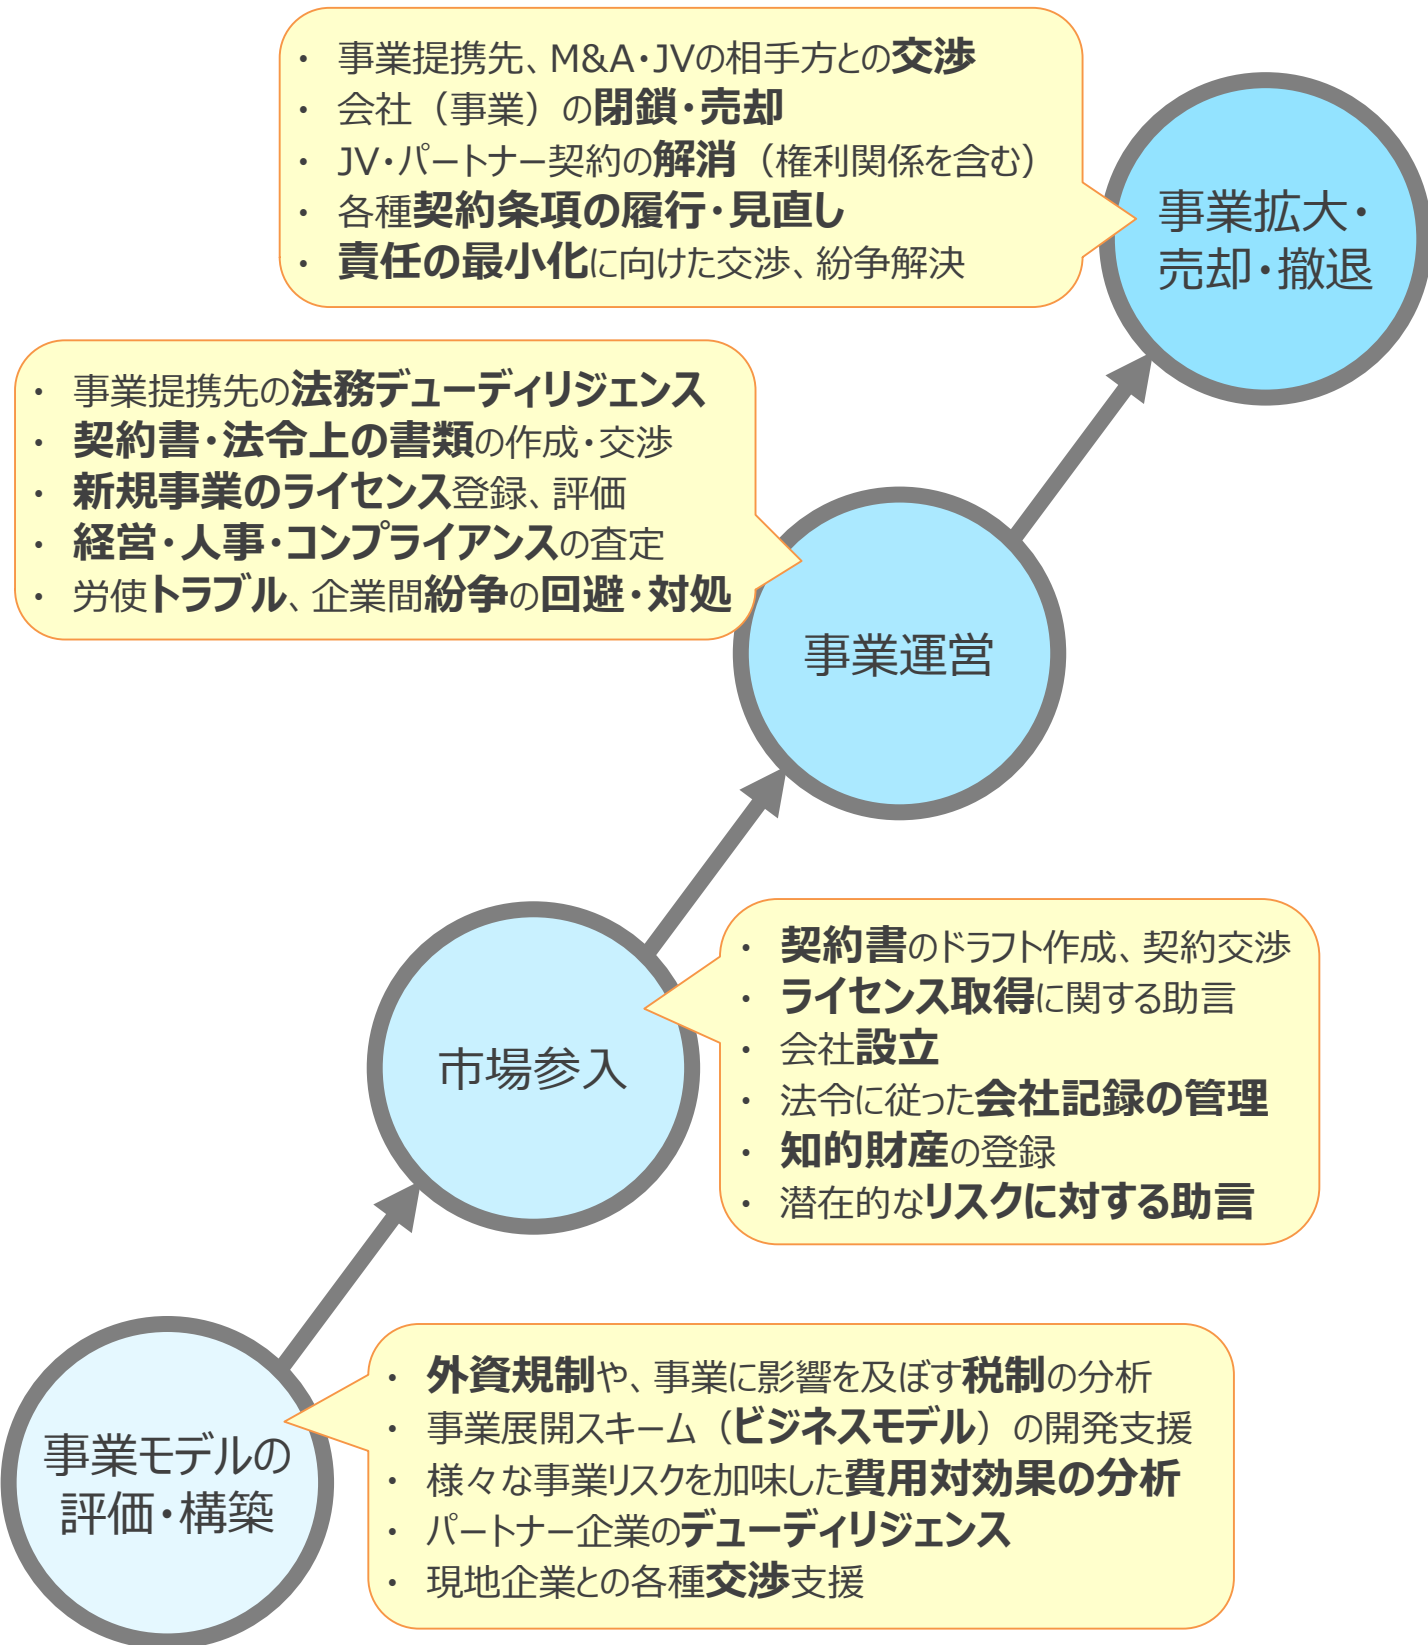 ・ 事業提携先、M&A・JVの相手方との交渉
・ 会社（事業）の閉鎖・売却
・ JV・パートナー契約の解消（権利関係を含む）
・ 各種契約条項の履行・見直し
・ 責任の最小化に向けた交渉、紛争解決
事業拡大・
売却・撤退
・ 事業提携先の法務デューディリジェンス
・ 契約書・法令上の書類の作成・交渉
・ 新規事業のライセンス登録、評価
・ 経営・人事・コンプライアンスの査定
・ 労使トラブル、企業間紛争の回避・対処
事業運営
・ 契約書のドラフト作成、契約交渉
・ ライセンス取得に関する助言
・ 会社設立
・ 法令に従った会社記録の管理
・ 知的財産の登録
・ 潜在的なリスクに対する助言
市場参入
・ 外資規制や、事業に影響を及ぼす税制の分析
・ 事業展開スキーム（ビジネスモデル）の開発支援
・ 様々な事業リスクを加味した費用対効果の分析
・ パートナー企業のデューディリジェンス
・ 現地企業との各種交渉支援
事業モデルの
評価・構築